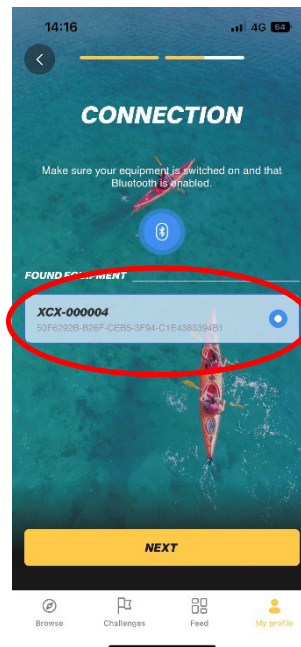 14:16
4G 64
CONNECTION
Make sure your equipment is switched on and that
Bluetooth is enabled.
FOUND EQUIPMENT
XCX-000004
50F6292B-B26F-CEB5-3F94-C1E4383394B1
NEXT
Browse Challenges Feed My profile